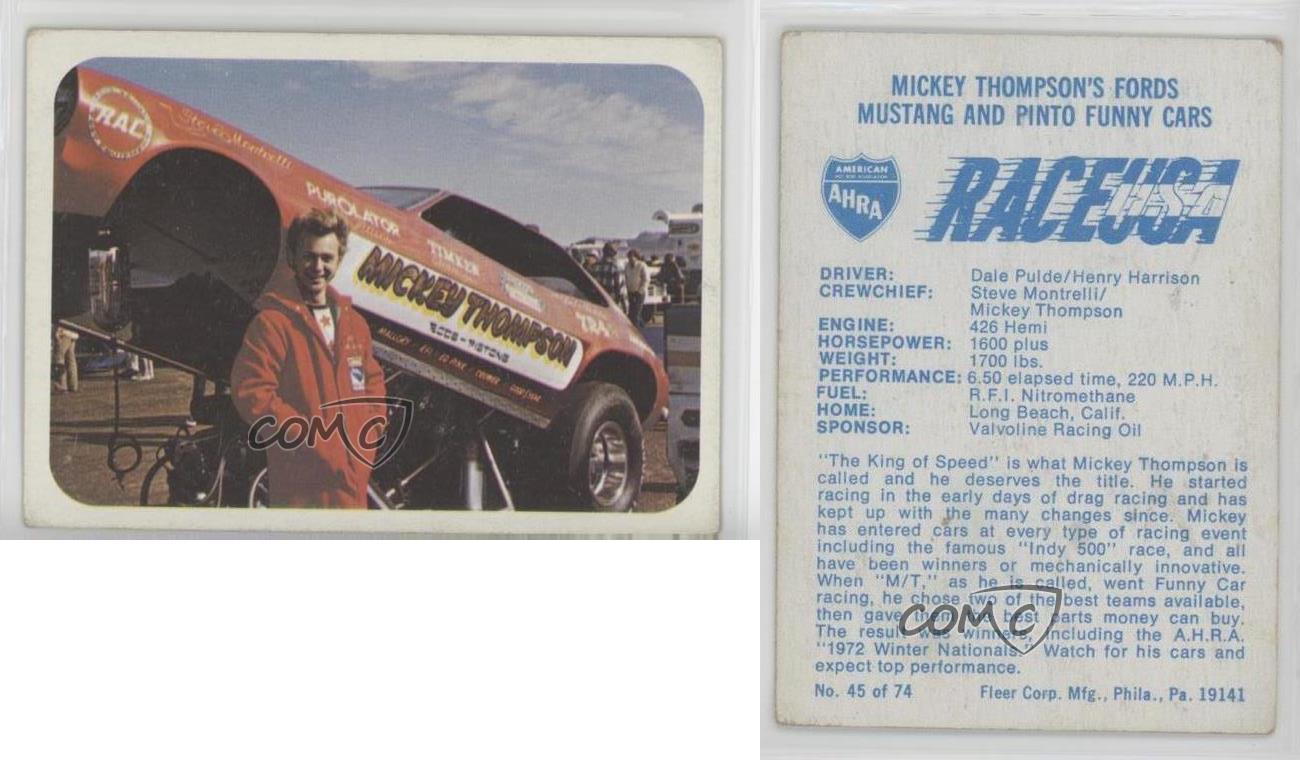 RAC
Steve Montrelli
PUROLATOR
TIMKEN
MICKEY THOMPSON
RODS - PISTONS
COMC
MICKEY THOMPSON'S FORDS
MUSTANG AND PINTO FUNNY CARS
AMERICAN
AHRA
RACE USA
DRIVER: Dale Pulde/Henry Harrison
CREWCHIEF: Steve Montrelli/
Mickey Thompson
ENGINE: 426 Hemi
HORSEPOWER: 1600 plus
WEIGHT: 1700 lbs.
PERFORMANCE: 6.50 elapsed time, 220 M.P.H.
FUEL: R.F.I. Nitromethane
HOME: Long Beach, Calif.
SPONSOR: Valvoline Racing Oil
"The King of Speed" is what Mickey Thompson is
called and he deserves the title. He started
racing in the early days of drag racing and has
kept up with the many changes since. Mickey
has entered cars at every type of racing event
including the famous "Indy 500" race, and all
have been winners or mechanically innovative.
When "M/T," as he is called, went Funny Car
racing, he chose two of the best teams available,
then gave them the best parts money can buy.
The result was winners, including the A.H.R.A.
"1972 Winter Nationals." Watch for his cars and
expect top performance.
No. 45 of 74 Fleer Corp. Mfg., Phila., Pa. 19141
COMC